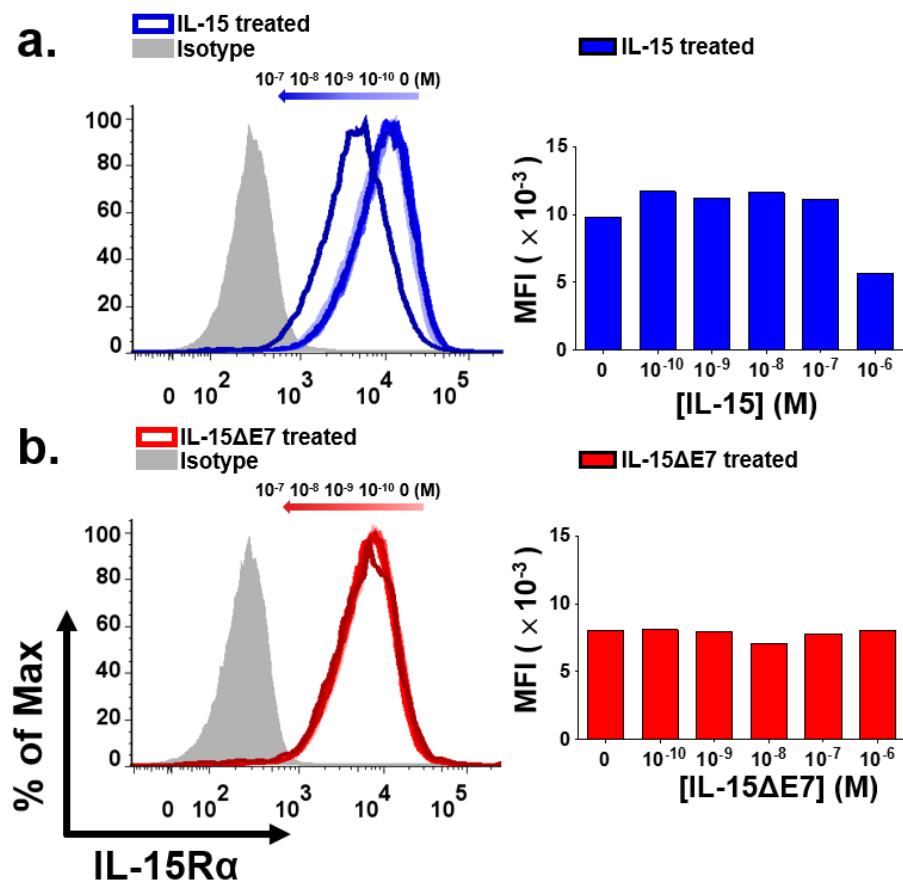 a.
IL-15 treated
Isotype
10⁻⁷ 10⁻⁸ 10⁻⁹ 10⁻¹⁰ 0 (M)
100
80
60
40
20
0
0 10² 10³ 10⁴ 10⁵
IL-15 treated
MFI ( × 10⁻³)
15
10
5
0
0 10⁻¹⁰ 10⁻⁹ 10⁻⁸ 10⁻⁷ 10⁻⁶
[IL-15] (M)
b.
IL-15ΔE7 treated
Isotype
10⁻⁷ 10⁻⁸ 10⁻⁹ 10⁻¹⁰ 0 (M)
100
80
60
40
20
0
0 10² 10³ 10⁴ 10⁵
% of Max
IL-15Rα
IL-15ΔE7 treated
MFI ( × 10⁻³)
15
10
5
0
0 10⁻¹⁰ 10⁻⁹ 10⁻⁸ 10⁻⁷ 10⁻⁶
[IL-15ΔE7] (M)